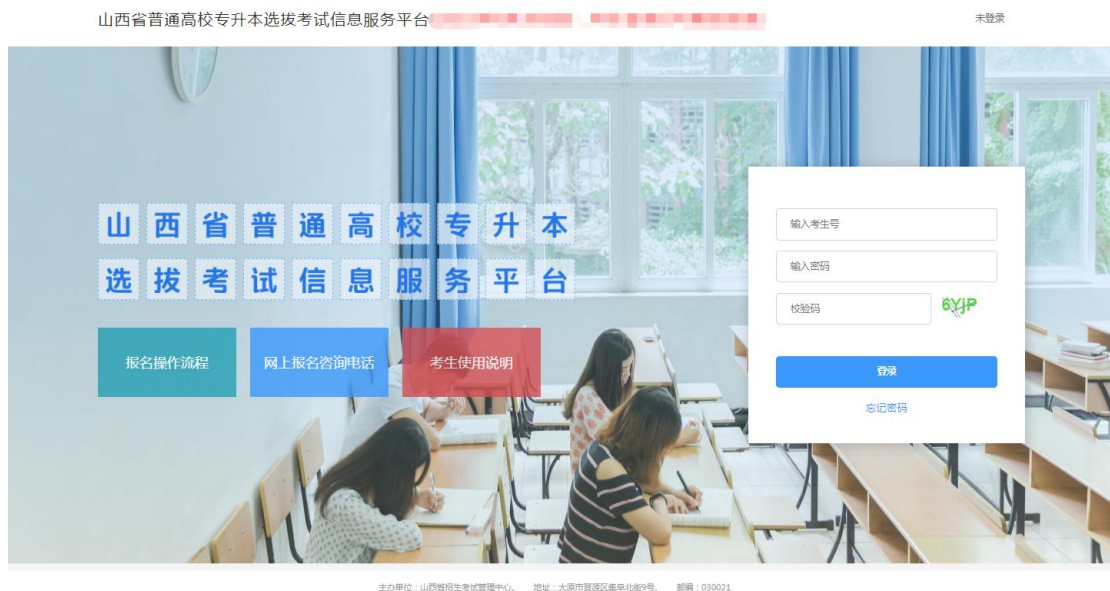 山西省普通高校专升本选拔考试信息服务平台
未登录
山西省普通高校专升本
选拔考试信息服务平台
输入考生号
输入密码
校验码
6YJP
报名操作流程
网上报名咨询电话
考生使用说明
登录
忘记密码
主办单位：山西省招生考试管理中心。 地址：太原市晋源区集阜北街9号。 邮编：030021